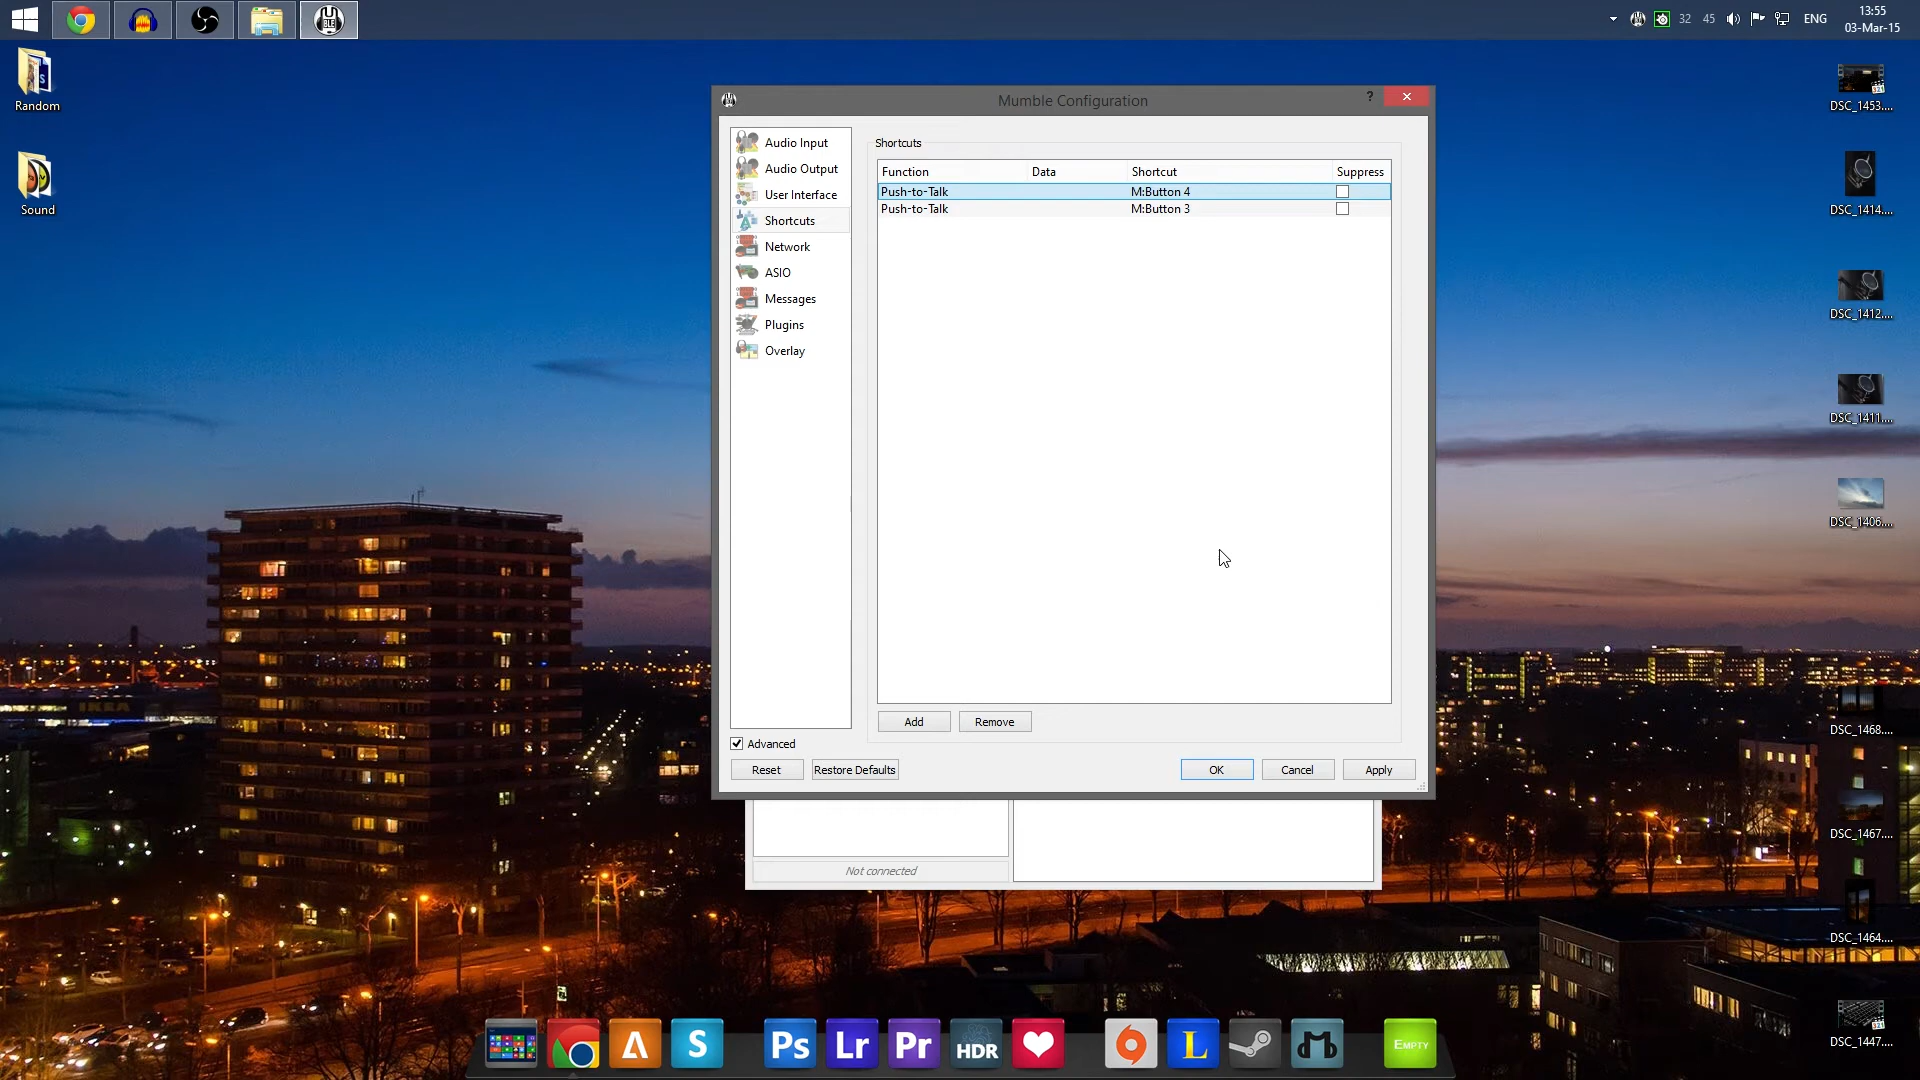 32 45 ENG
13:55
03-Mar-15
BLE
Random
Sound
DSC_1453....
DSC_1414....
DSC_1412....
DSC_1411....
DSC_1406....
DSC_1468....
DSC_1467....
DSC_1464....
DSC_1447....
Mumble Configuration
?
Audio Input
Audio Output
User Interface
Shortcuts
Network
ASIO
Messages
Plugins
Overlay
Shortcuts
Function Data Shortcut Suppress
Push-to-Talk M:Button 4
Push-to-Talk M:Button 3
Add Remove
Advanced
Reset Restore Defaults OK Cancel Apply
Not connected
IKEA
S Ps Lr Pr HDR L EMPTY